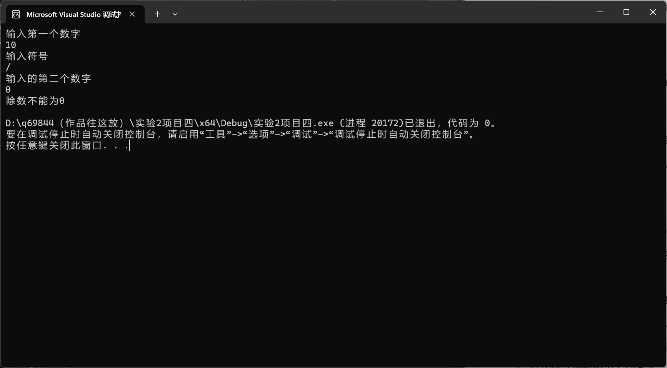 Microsoft Visual Studio 调试
输入第一个数字
10
输入符号
/
输入的第二个数字
0
除数不能为0
D:\q69844 (作品往这放)\实验2项目四\x64\Debug\实验2项目四.exe (进程 20172)已退出，代码为 0。
要在调试停止时自动关闭控制台，请启用“工具”->“选项”->“调试”->“调试停止时自动关闭控制台”。
按任意键关闭此窗口. . .